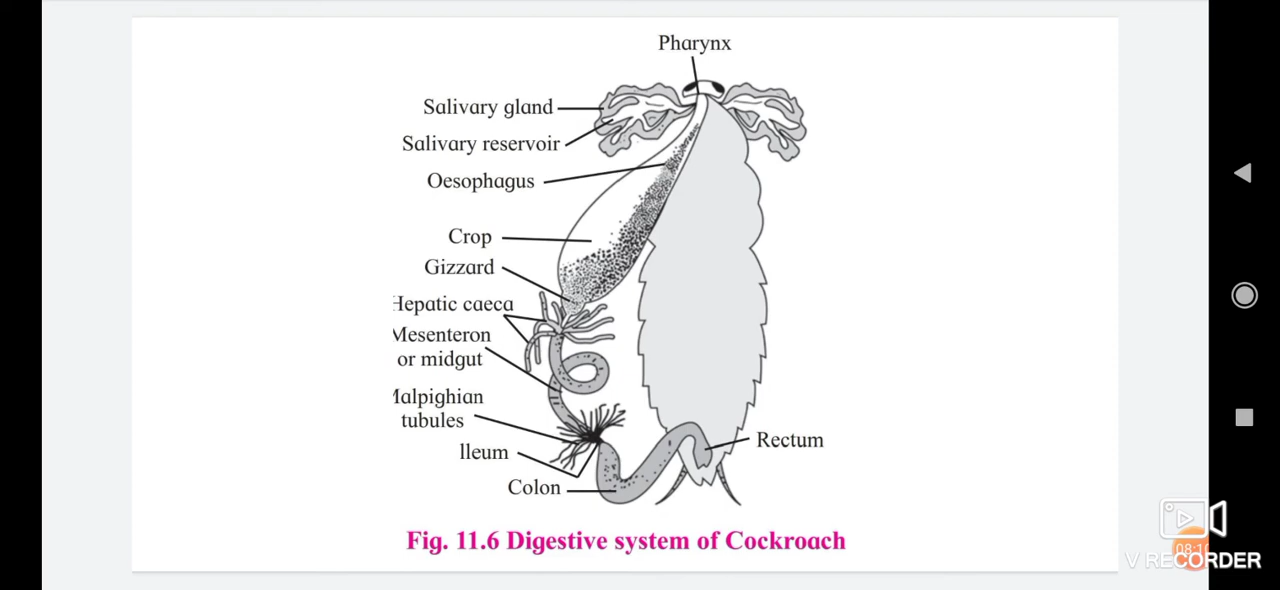 Pharynx
Salivary gland
Salivary reservoir
Oesophagus
Crop
Gizzard
Hepatic caeca
Mesenteron
or midgut
Malpighian
tubules
lleum
Colon
Rectum
Fig. 11.6 Digestive system of Cockroach
V RECORDER